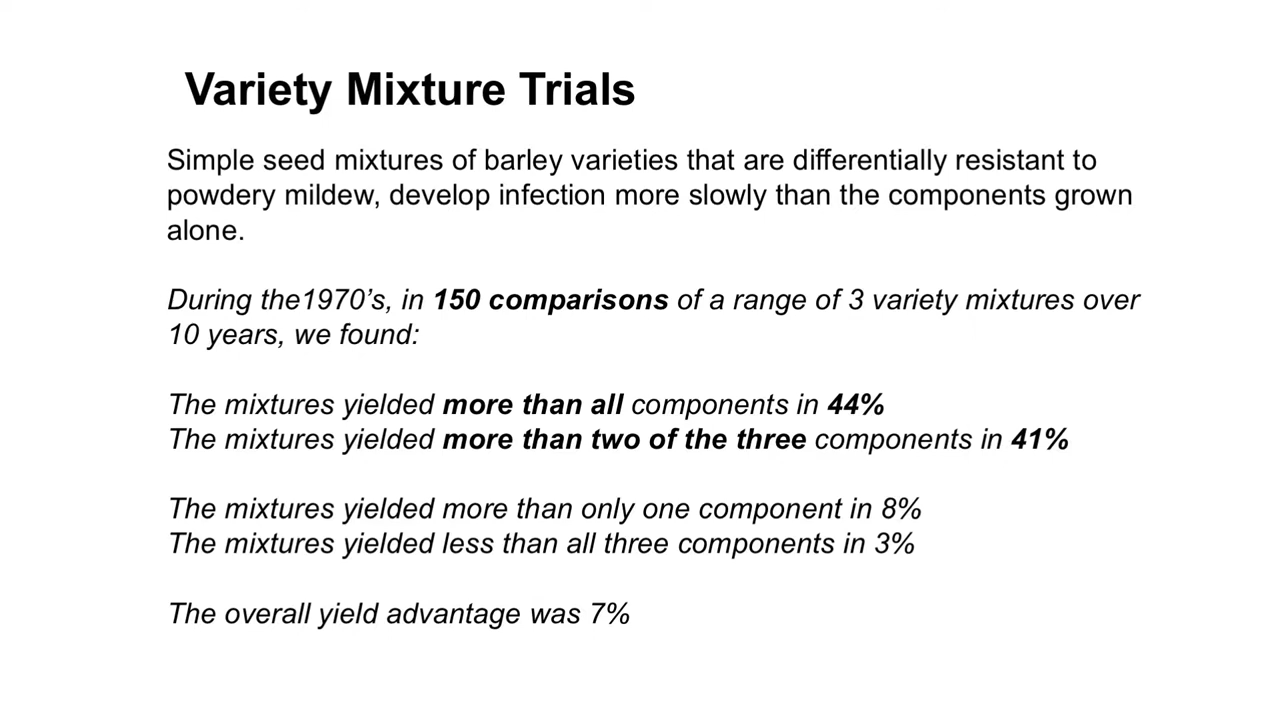 Variety Mixture Trials
Simple seed mixtures of barley varieties that are differentially resistant to
powdery mildew, develop infection more slowly than the components grown
alone.
During the1970’s, in 150 comparisons of a range of 3 variety mixtures over
10 years, we found:
The mixtures yielded more than all components in 44%
The mixtures yielded more than two of the three components in 41%
The mixtures yielded more than only one component in 8%
The mixtures yielded less than all three components in 3%
The overall yield advantage was 7%